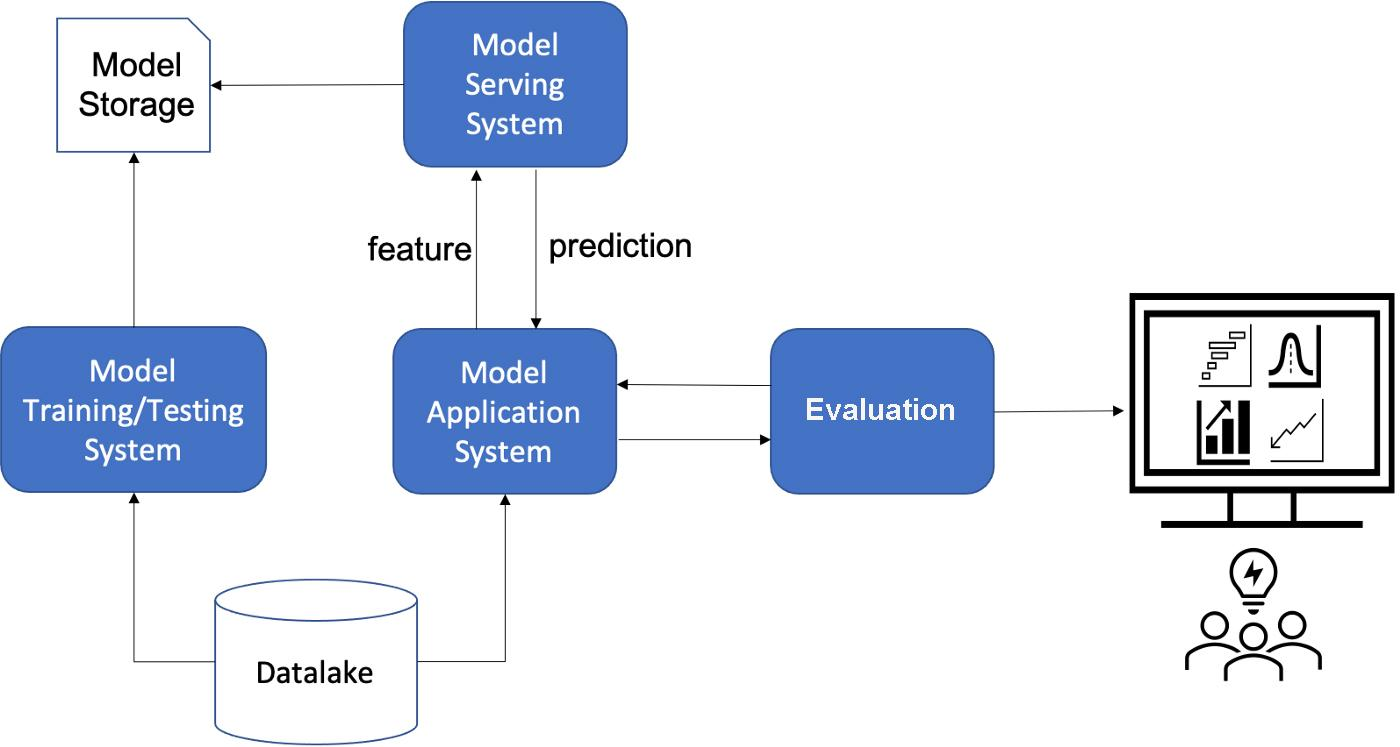 Model
Storage
Model
Serving
System
feature
prediction
Model
Training/Testing
System
Model
Application
System
Evaluation
Datalake